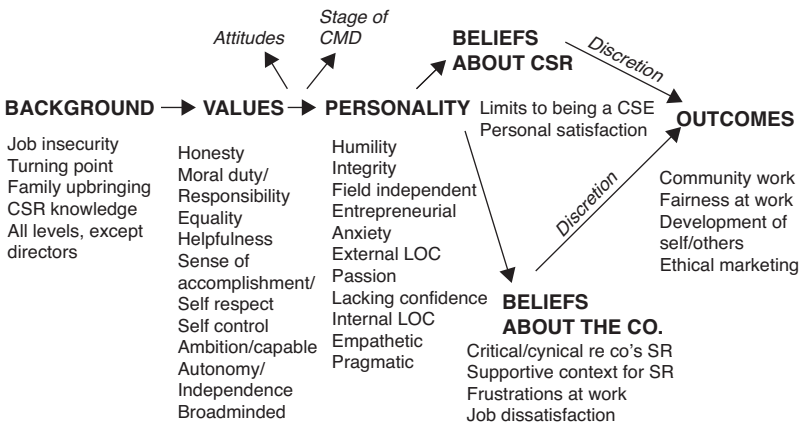 Attitudes
Stage of
CMD
BACKGROUND
Job insecurity
Turning point
Family upbringing
CSR knowledge
All levels, except
directors
VALUES
Honesty
Moral duty/
Responsibility
Equality
Helpfulness
Sense of
accomplishment/
Self respect
Self control
Ambition/capable
Autonomy/
Independence
Broadminded
PERSONALITY
Humility
Integrity
Field independent
Entrepreneurial
Anxiety
External LOC
Passion
Lacking confidence
Internal LOC
Empathetic
Pragmatic
BELIEFS
ABOUT CSR
Limits to being a CSE
Personal satisfaction
Discretion
BELIEFS
ABOUT THE CO.
Critical/cynical re co's SR
Supportive context for SR
Frustrations at work
Job dissatisfaction
Discretion
OUTCOMES
Community work
Fairness at work
Development of
self/others
Ethical marketing